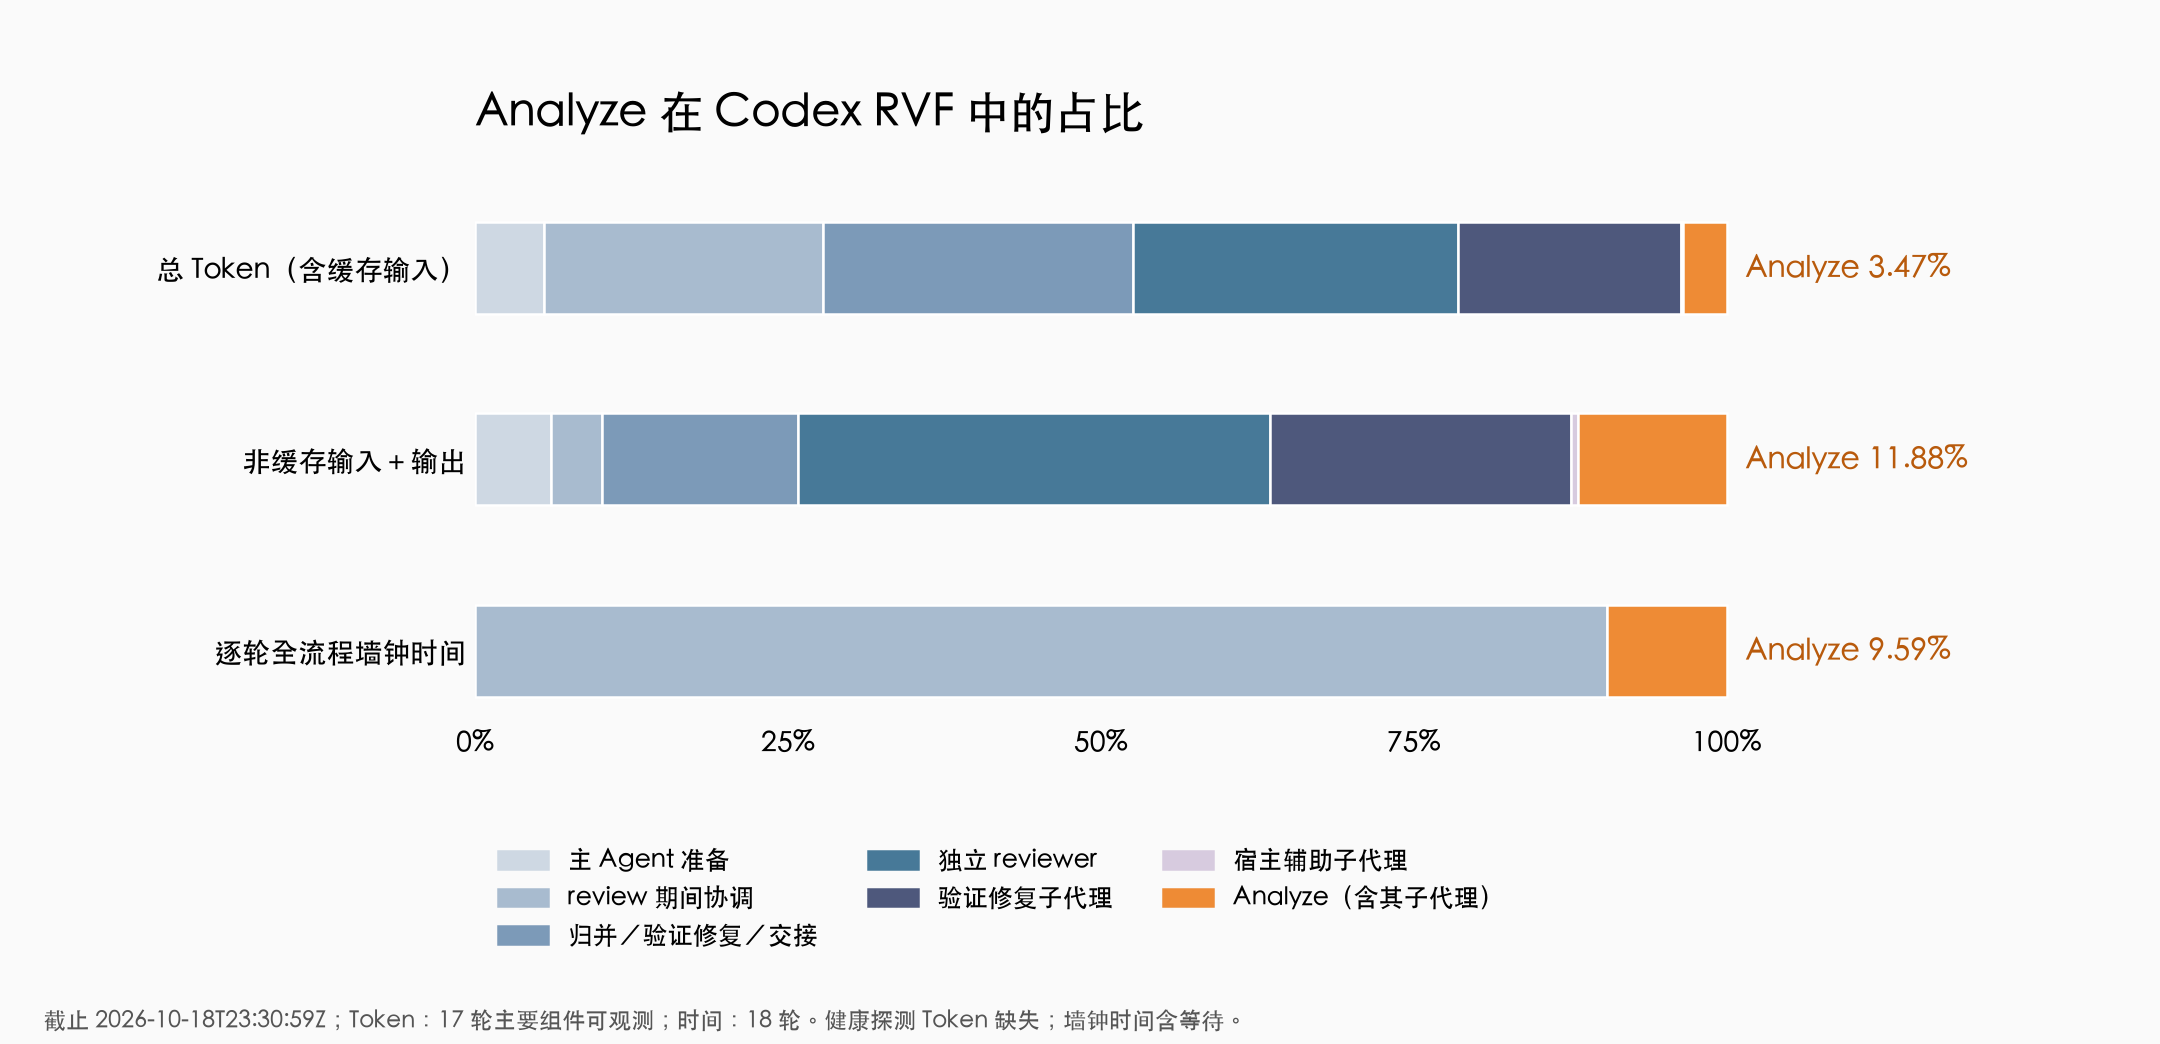 Analyze 在 Codex RVF 中的占比
总 Token（含缓存输入）
Analyze 3.47%
非缓存输入 + 输出
Analyze 11.88%
逐轮全流程墙钟时间
Analyze 9.59%
0% 25% 50% 75% 100%
主 Agent 准备
review 期间协调
归并／验证修复／交接
独立 reviewer
验证修复子代理
宿主辅助子代理
Analyze（含其子代理）
截止 2026-10-18T23:30:59Z；Token：17 轮主要组件可观测；时间：18 轮。健康探测 Token 缺失；墙钟时间含等待。